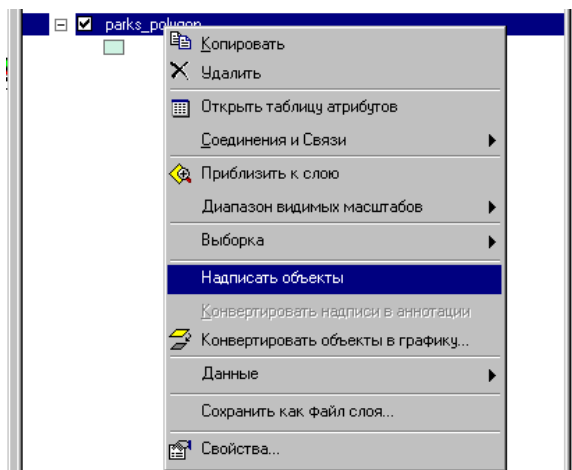 parks_polygon
Копировать
Удалить
Открыть таблицу атрибутов
Соединения и Связи
Приблизить к слою
Диапазон видимых масштабов
Выборка
Надписать объекты
Конвертировать надписи в аннотации
Конвертировать объекты в графику...
Данные
Сохранить как файл слоя...
Свойства...